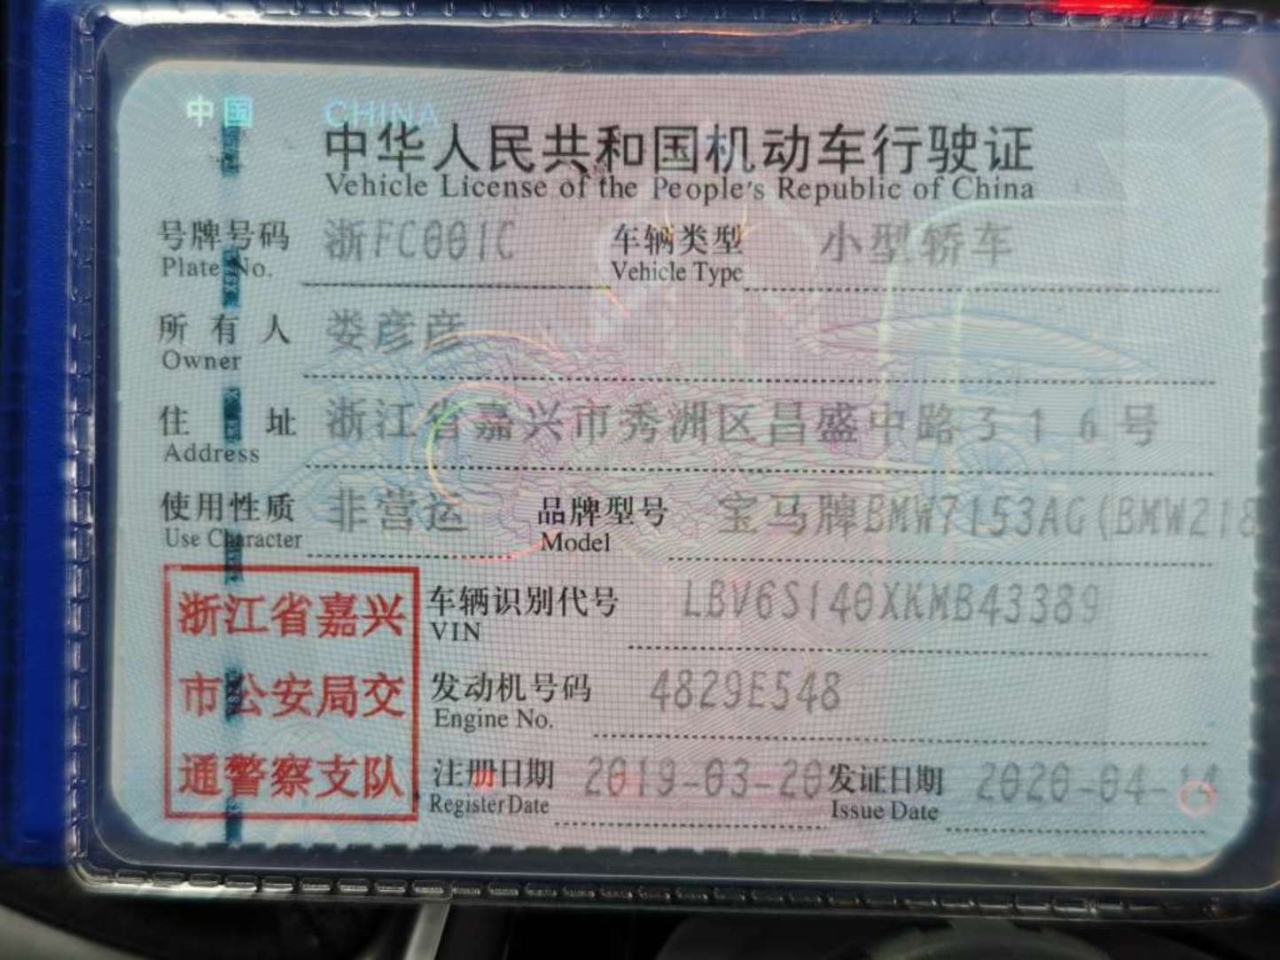 中国 CHINA
中华人民共和国机动车行驶证
Vehicle License of the People's Republic of China
号牌号码 浙FC001C 车辆类型 小型轿车
Plate No. Vehicle Type
所有人 娄彦彦
Owner
住址 浙江省嘉兴市秀洲区昌盛中路316号
Address
使用性质 非营运 品牌型号 宝马牌BMW7153AG(BMW218
Use Character Model
浙江省嘉兴
市公安局交
通警察支队
车辆识别代号 LBV6S140XKMB43389
VIN
发动机号码 4829E548
Engine No.
注册日期 2019-03-20 发证日期 2020-04-14
Register Date Issue Date